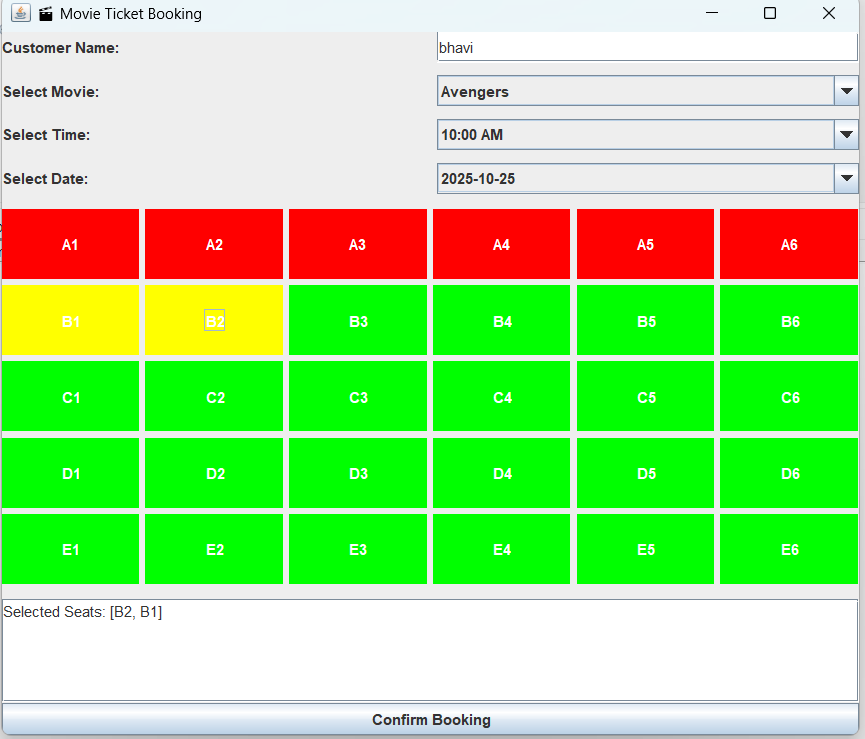 Movie Ticket Booking
Customer Name: bhavi
Select Movie: Avengers
Select Time: 10:00 AM
Select Date: 2025-10-25
A1 A2 A3 A4 A5 A6
B1 B2 B3 B4 B5 B6
C1 C2 C3 C4 C5 C6
D1 D2 D3 D4 D5 D6
E1 E2 E3 E4 E5 E6
Selected Seats: [B2, B1]
Confirm Booking